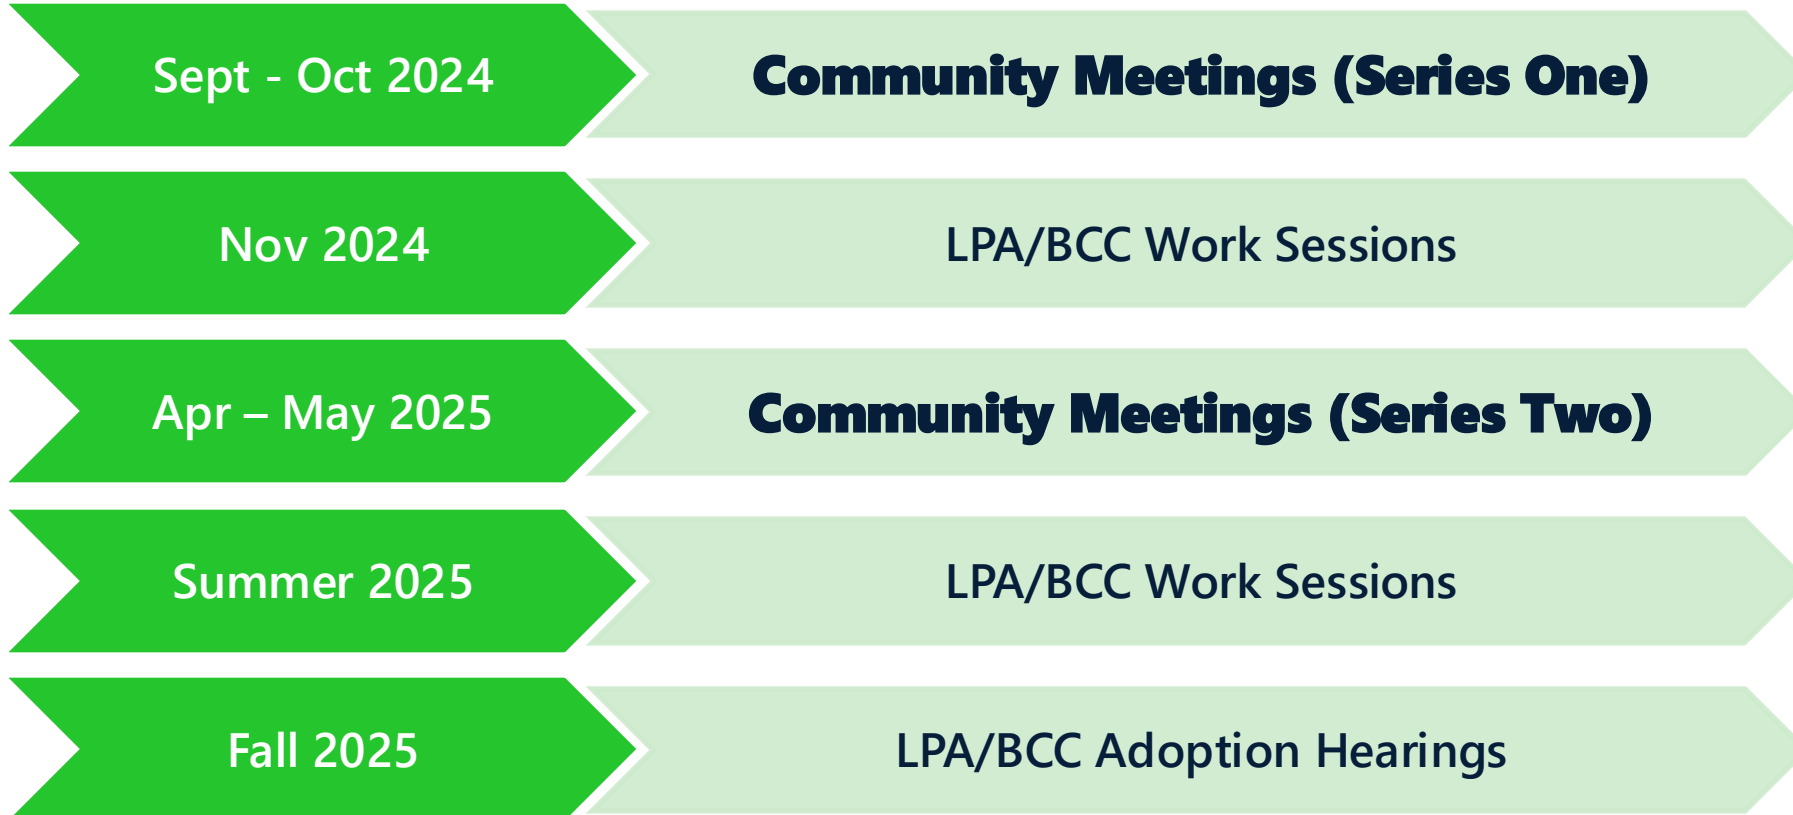 Sept - Oct 2024
Community Meetings (Series One)
Nov 2024
LPA/BCC Work Sessions
Apr – May 2025
Community Meetings (Series Two)
Summer 2025
LPA/BCC Work Sessions
Fall 2025
LPA/BCC Adoption Hearings